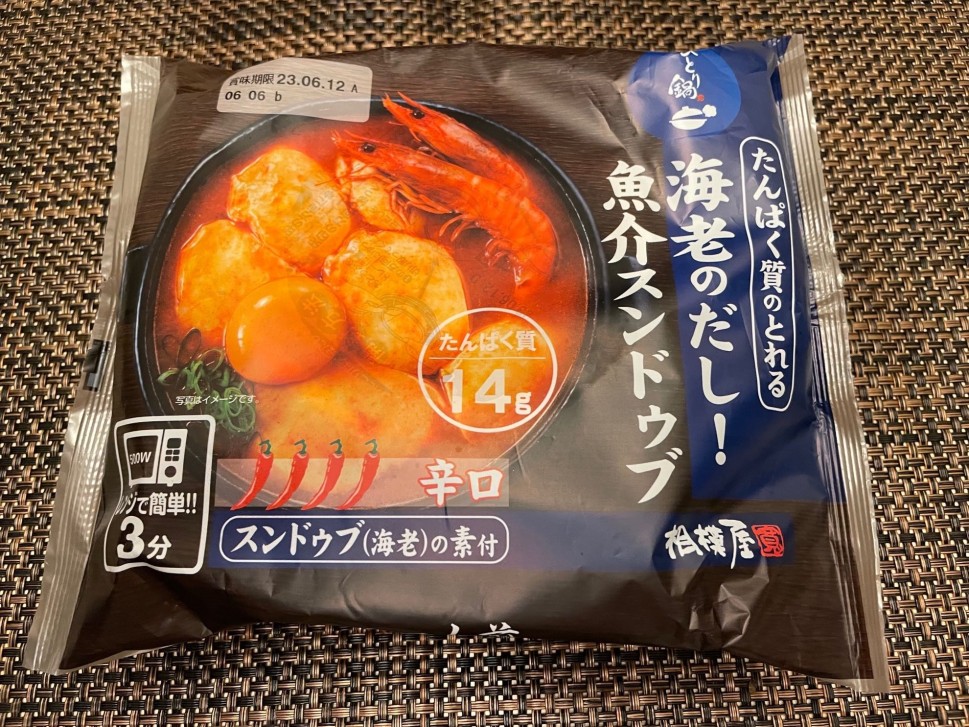 賞味期限 23.06.12 A
06 06 b
ひとり鍋
たんぱく質のとれる
海老のだし!
魚介スンドゥブ
たんぱく質
14g
写真はイメージです。
500W
レンジで簡単!!
3分
辛口
スンドゥブ(海老)の素付
相模屋